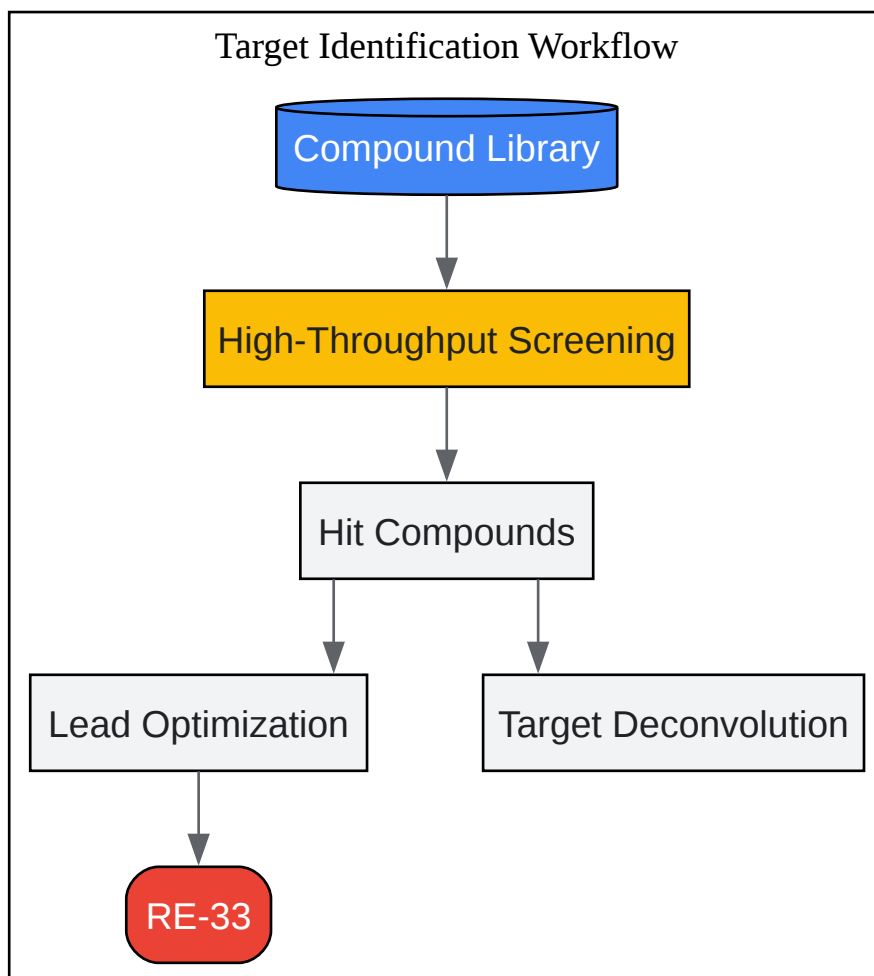 Target Identification Workflow
Compound Library
High-Throughput Screening
Hit Compounds
Lead Optimization
Target Deconvolution
RE-33